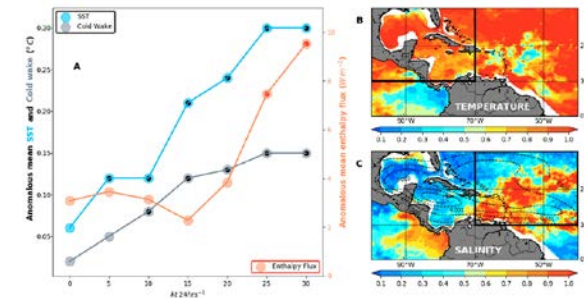 SST
Cold Wake
A
0.30
0.25
0.20
0.15
0.10
0.05
Anomalous mean SST and Cold wake (°C)
10
8
6
4
2
0
Anomalous mean enthalpy flux (W m⁻²)
Enthalpy Flux
0 5 10 15 20 25 30
B
TEMPERATURE
90°W 70°W 50°W
0.1 0.2 0.3 0.4 0.5 0.6 0.7 0.8 0.9 1.0
C
SALINITY
90°W 70°W 50°W
0.1 0.2 0.3 0.4 0.5 0.6 0.7 0.8 0.9 1.0